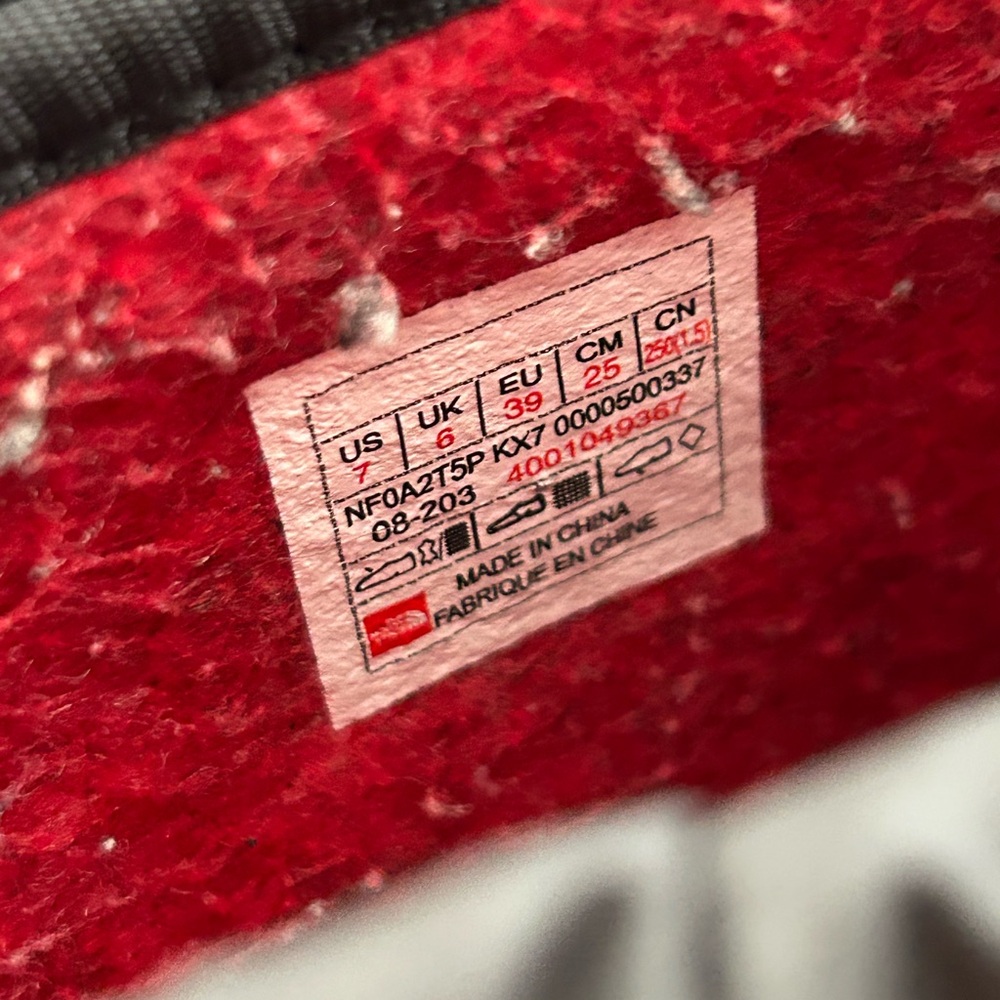 US UK EU CM CN
7 6 39 25 250(1.5)
NF0A2T5P KX7 0000500337
08-203 4001049367
MADE IN CHINA
FABRIQUE EN CHINE